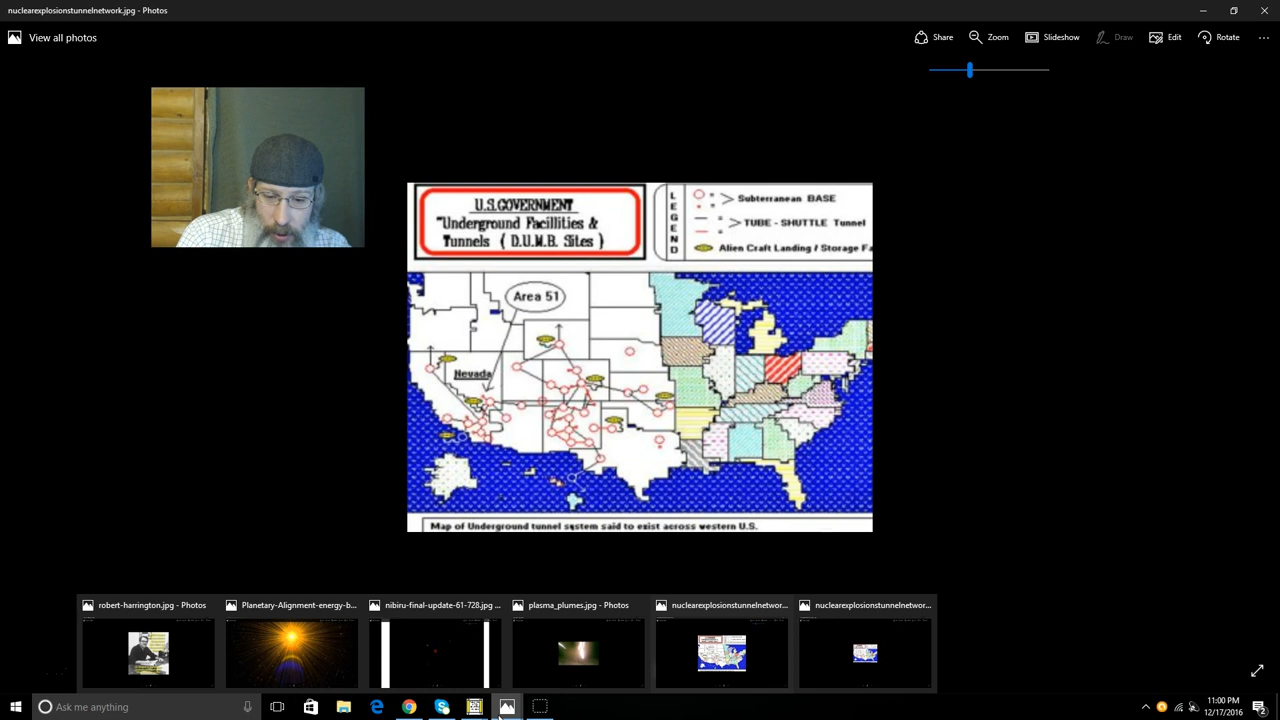 nuclearexplosionstunnelnetwork.jpg - Photos
View all photos
Share
Zoom
Slideshow
Draw
Edit
Rotate
U.S.GOVERNMENT
"Underground Facillities &
Tunnels ( D.U.M.B. Sites )
LEGEND
= > Subterranean BASE
=
= > TUBE - SHUTTLE Tunnel
=
Alien Craft Landing / Storage Fa
Area 51
Nevada
Map of Underground tunnel system said to exist across western U.S.
robert-harrington.jpg - Photos
Planetary-Alignment-energy-b...
nibiru-final-update-61-728.jpg ...
plasma_plumes.jpg - Photos
nuclearexplosionstunnelnetwor...
nuclearexplosionstunnelnetwor...
Ask me anything
11:00 PM
12/17/2016
2